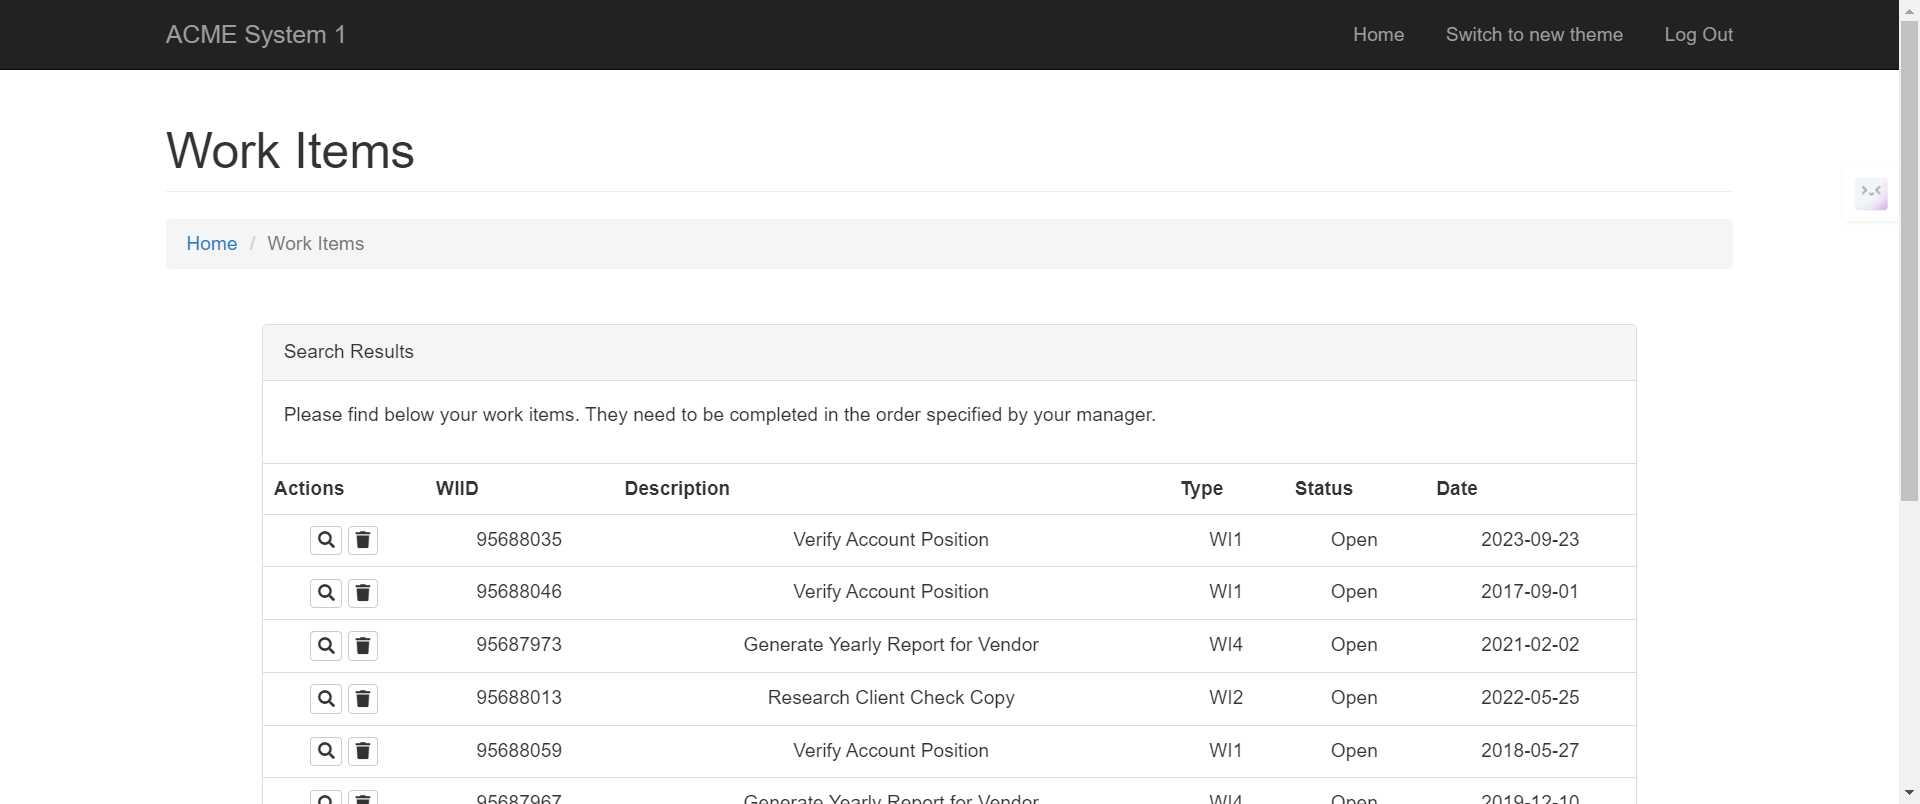 ACME System 1 Home Switch to new theme Log Out
Work Items
Home / Work Items
Search Results
Please find below your work items. They need to be completed in the order specified by your manager.
Actions WIID Description Type Status Date
95688035 Verify Account Position WI1 Open 2023-09-23
95688046 Verify Account Position WI1 Open 2017-09-01
95687973 Generate Yearly Report for Vendor WI4 Open 2021-02-02
95688013 Research Client Check Copy WI2 Open 2022-05-25
95688059 Verify Account Position WI1 Open 2018-05-27
95687967 Generate Yearly Report for Vendor WI4 Open 2019-12-10